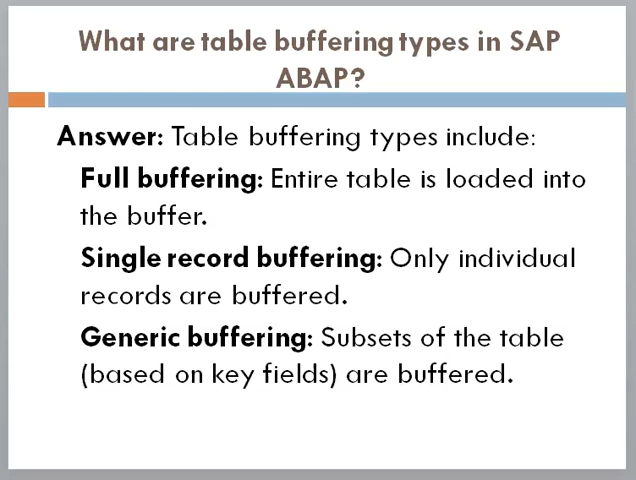 What are table buffering types in SAP
ABAP?
Answer: Table buffering types include:
Full buffering: Entire table is loaded into
the buffer.
Single record buffering: Only individual
records are buffered.
Generic buffering: Subsets of the table
(based on key fields) are buffered.